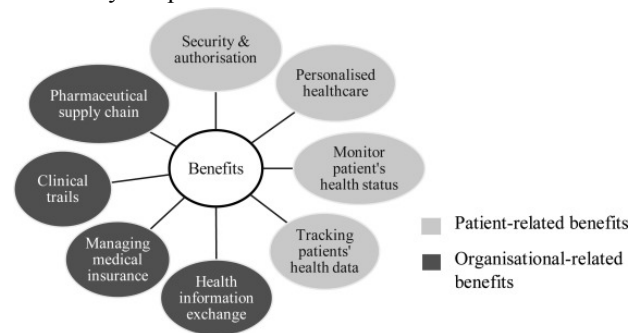 Security &
authorisation
Personalised
healthcare
Monitor
patient's
health status
Tracking
patients'
health data
Health
information
exchange
Managing
medical
insurance
Clinical
trails
Pharmaceutical
supply chain
Benefits
Patient-related benefits
Organisational-related
benefits